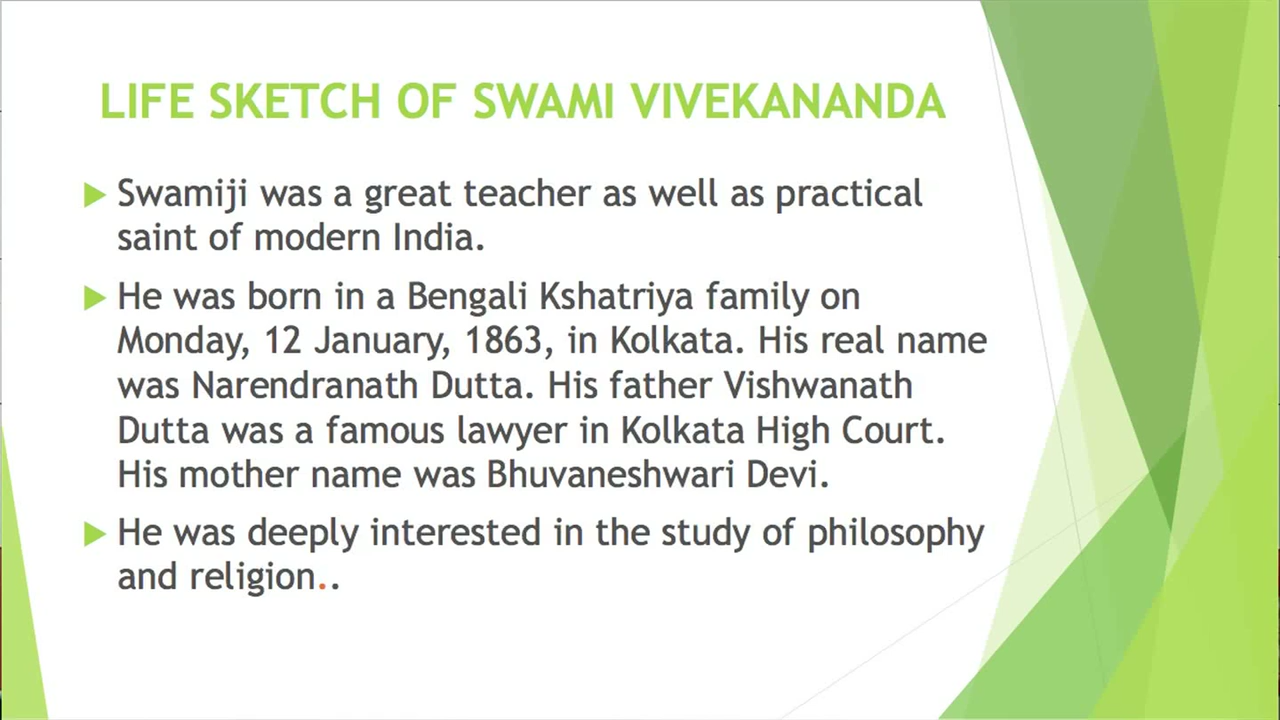 LIFE SKETCH OF SWAMI VIVEKANANDA
Swamiji was a great teacher as well as practical
saint of modern India.
He was born in a Bengali Kshatriya family on
Monday, 12 January, 1863, in Kolkata. His real name
was Narendranath Dutta. His father Vishwanath
Dutta was a famous lawyer in Kolkata High Court.
His mother name was Bhuvaneshwari Devi.
He was deeply interested in the study of philosophy
and religion..